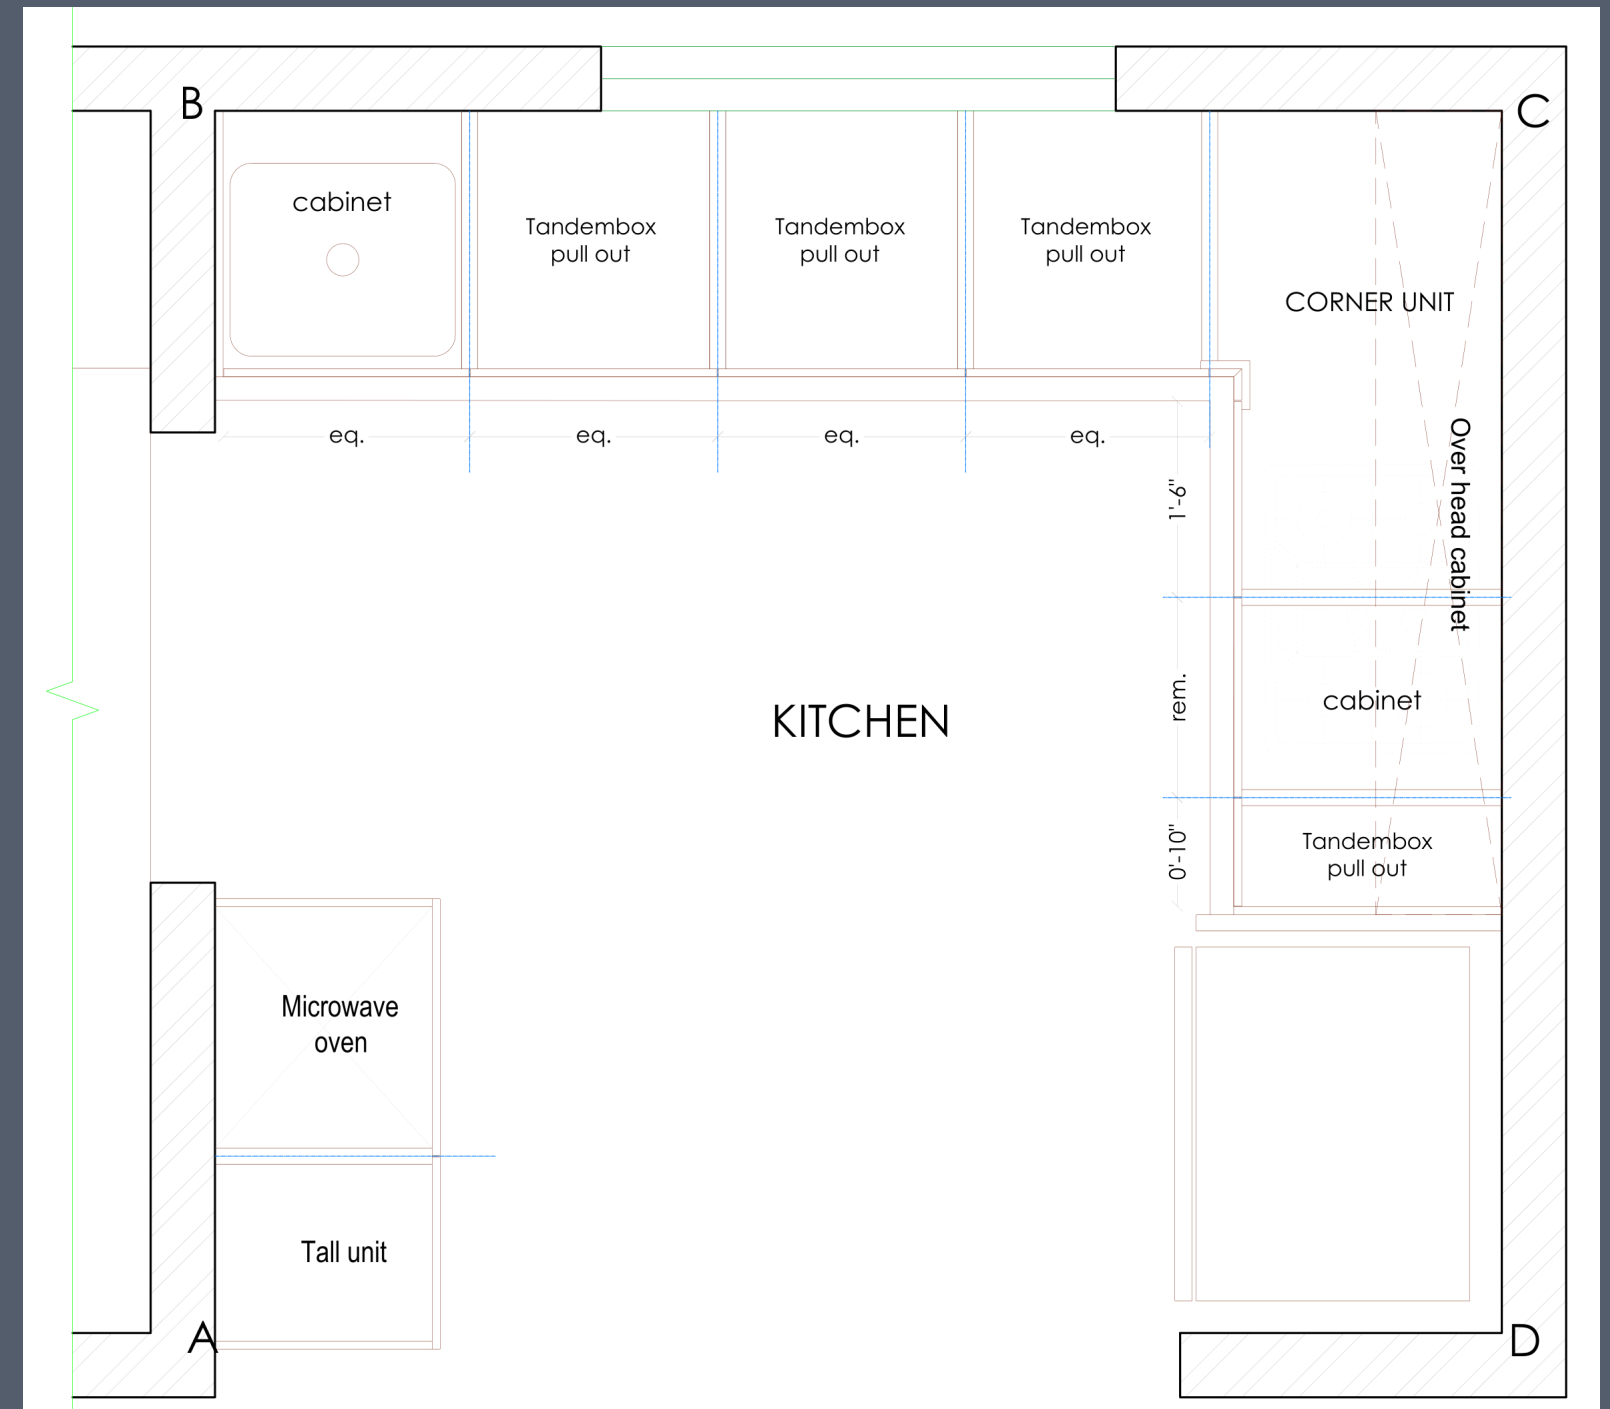 B
C
cabinet
Tandembox
pull out
Tandembox
pull out
Tandembox
pull out
CORNER UNIT
eq.
eq.
eq.
eq.
1'-6"
Over head cabinet
rem.
KITCHEN
cabinet
0'-10"
Tandembox
pull out
Microwave
oven
Tall unit
A
D